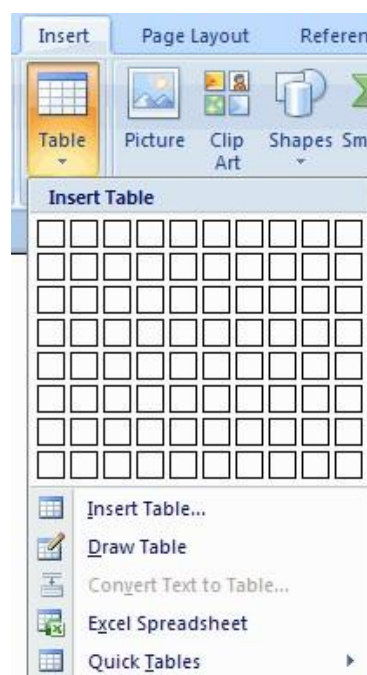 Insert Page Layout Referen
Table Picture Clip Art Shapes Sm
Insert Table
Insert Table...
Draw Table
Convert Text to Table...
Excel Spreadsheet
Quick Tables